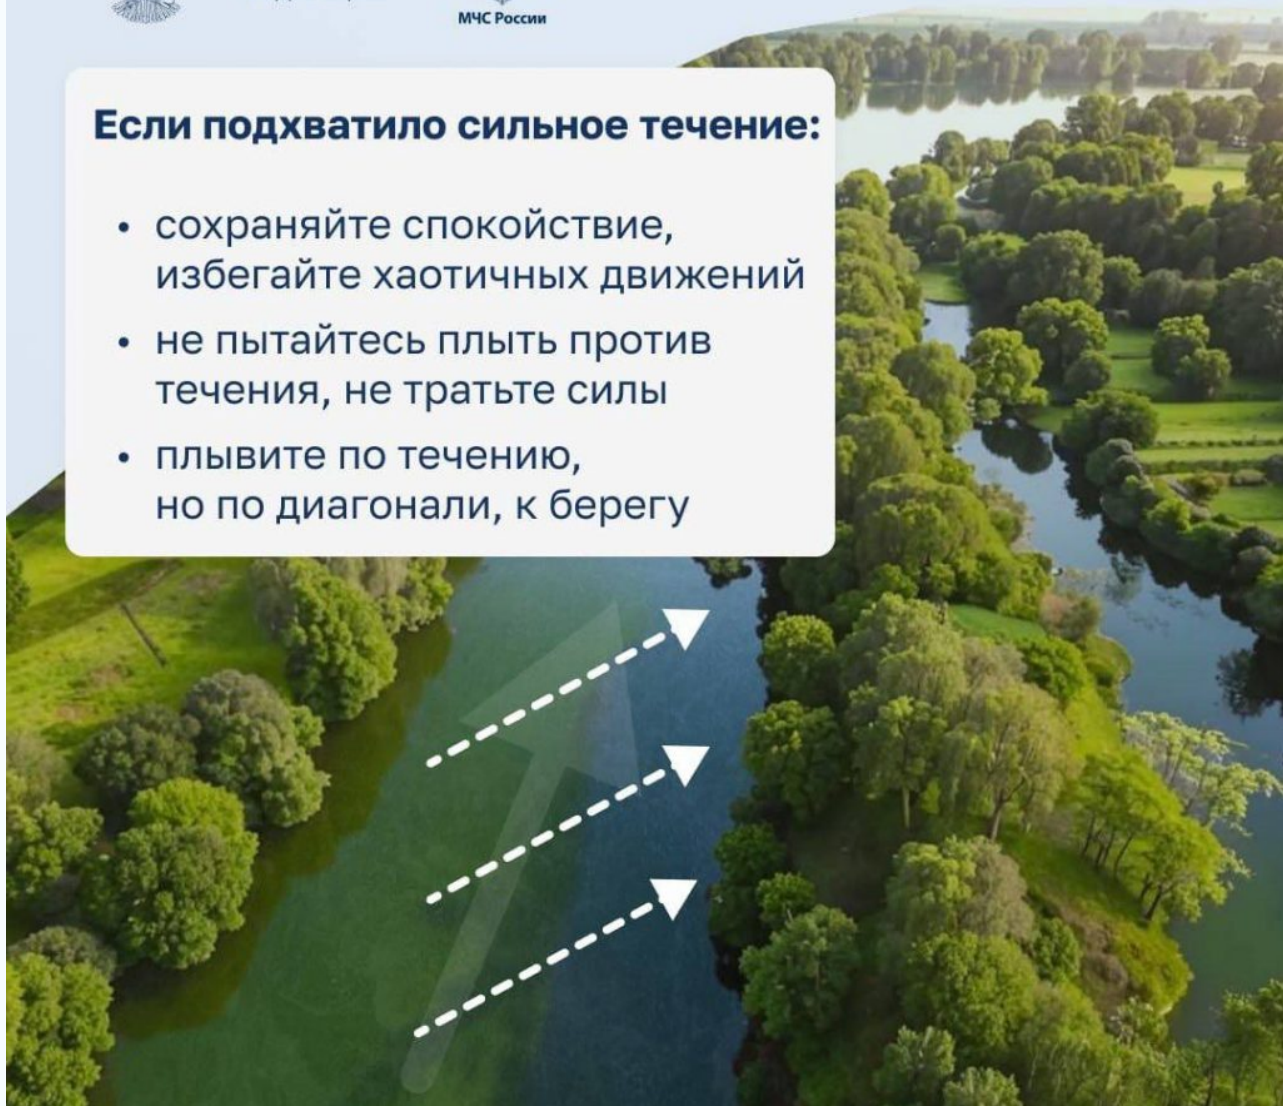 МЧС России
Если подхватило сильное течение:
• сохраняйте спокойствие,
избегайте хаотичных движений
• не пытайтесь плыть против
течения, не тратьте силы
• плывите по течению,
но по диагонали, к берегу